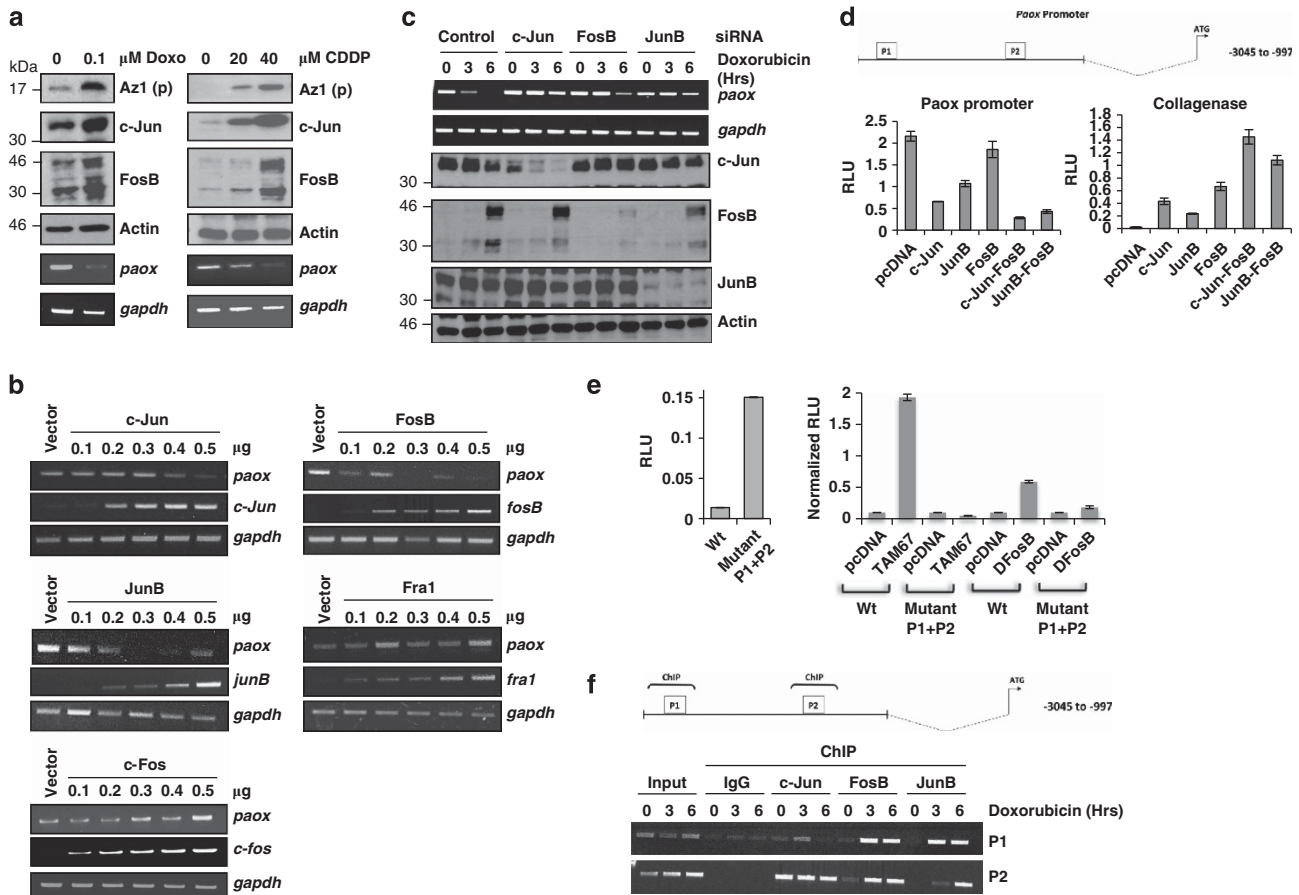 a
0 0.1 μM Doxo
0 20 40 μM CDDP
kDa
17
Az1 (p)
Az1 (p)
30
c-Jun
c-Jun
46
30
FosB
FosB
46
Actin
Actin
paox
paox
gapdh
gapdh
b
Vector
c-Jun
0.1 0.2 0.3 0.4 0.5 μg
paox
c-Jun
gapdh
Vector
FosB
0.1 0.2 0.3 0.4 0.5 μg
paox
fosB
gapdh
Vector
JunB
0.1 0.2 0.3 0.4 0.5
paox
junB
gapdh
Vector
Fra1
0.1 0.2 0.3 0.4 0.5 μg
paox
fra1
gapdh
Vector
c-Fos
0.1 0.2 0.3 0.4 0.5 μg
paox
c-fos
gapdh
c
Control c-Jun FosB JunB siRNA
0 3 6 0 3 6 0 3 6 0 3 6 Doxorubicin
(Hrs)
paox
gapdh
30
c-Jun
46
30
FosB
30
JunB
46
Actin
d
Paox Promoter
P1
P2
ATG
-3045 to -997
Paox promoter
RLU
2.5
2
1.5
1
0.5
0
pcDNA
c-Jun
JunB
FosB
c-Jun-FosB
JunB-FosB
Collagenase
RLU
1.8
1.6
1.4
1.2
1
0.8
0.6
0.4
0.2
0
pcDNA
c-Jun
JunB
FosB
c-Jun-FosB
JunB-FosB
e
RLU
0.15
0.1
0.05
0
Wt
Mutant
P1+P2
Normalized RLU
2
1.5
1
0.5
0
pcDNA
TAM67
pcDNA
TAM67
pcDNA
DFosB
pcDNA
DFosB
Wt
Mutant
P1+P2
Wt
Mutant
P1+P2
f
ChIP
ChIP
P1
P2
ATG
-3045 to -997
ChIP
Input IgG c-Jun FosB JunB
0 3 6 0 3 6 0 3 6 0 3 6 0 3 6 Doxorubicin (Hrs)
P1
P2